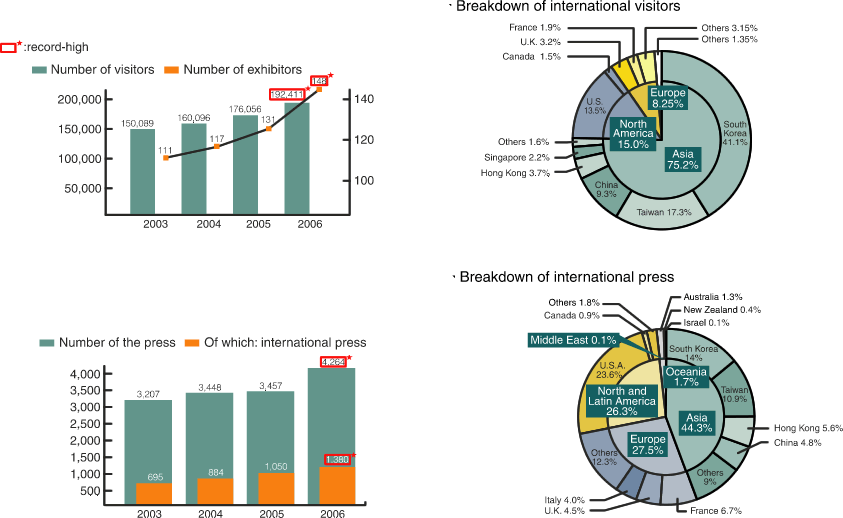 Breakdown of international visitors
France 1.9%
Others 3.15%
U.K. 3.2%
Others 1.35%
Canada 1.5%
:record-high
Number of visitors
Number of exhibitors
200,000
150,000
100,000
50,000
150,089
160,096
176,056
192,411
148
111
117
131
140
120
100
2003
2004
2005
2006
Europe
8.25%
U.S.
13.5%
North
America
15.0%
South
Korea
41.1%
Asia
75.2%
Others 1.6%
Singapore 2.2%
Hong Kong 3.7%
China
9.3%
Taiwan 17.3%
Breakdown of international press
Others 1.8%
Canada 0.9%
Australia 1.3%
New Zealand 0.4%
Israel 0.1%
Middle East 0.1%
Number of the press
Of which: international press
4,000
3,500
3,000
2,500
2,000
1,500
1,000
500
3,207
3,448
3,457
4,264
695
884
1,050
1,380
2003
2004
2005
2006
South Korea
14%
U.S.A.
23.6%
Oceania
1.7%
Taiwan
10.9%
North and
Latin America
26.3%
Asia
44.3%
Hong Kong 5.6%
China 4.8%
Europe
27.5%
Others
12.3%
Others
9%
Italy 4.0%
U.K. 4.5%
France 6.7%